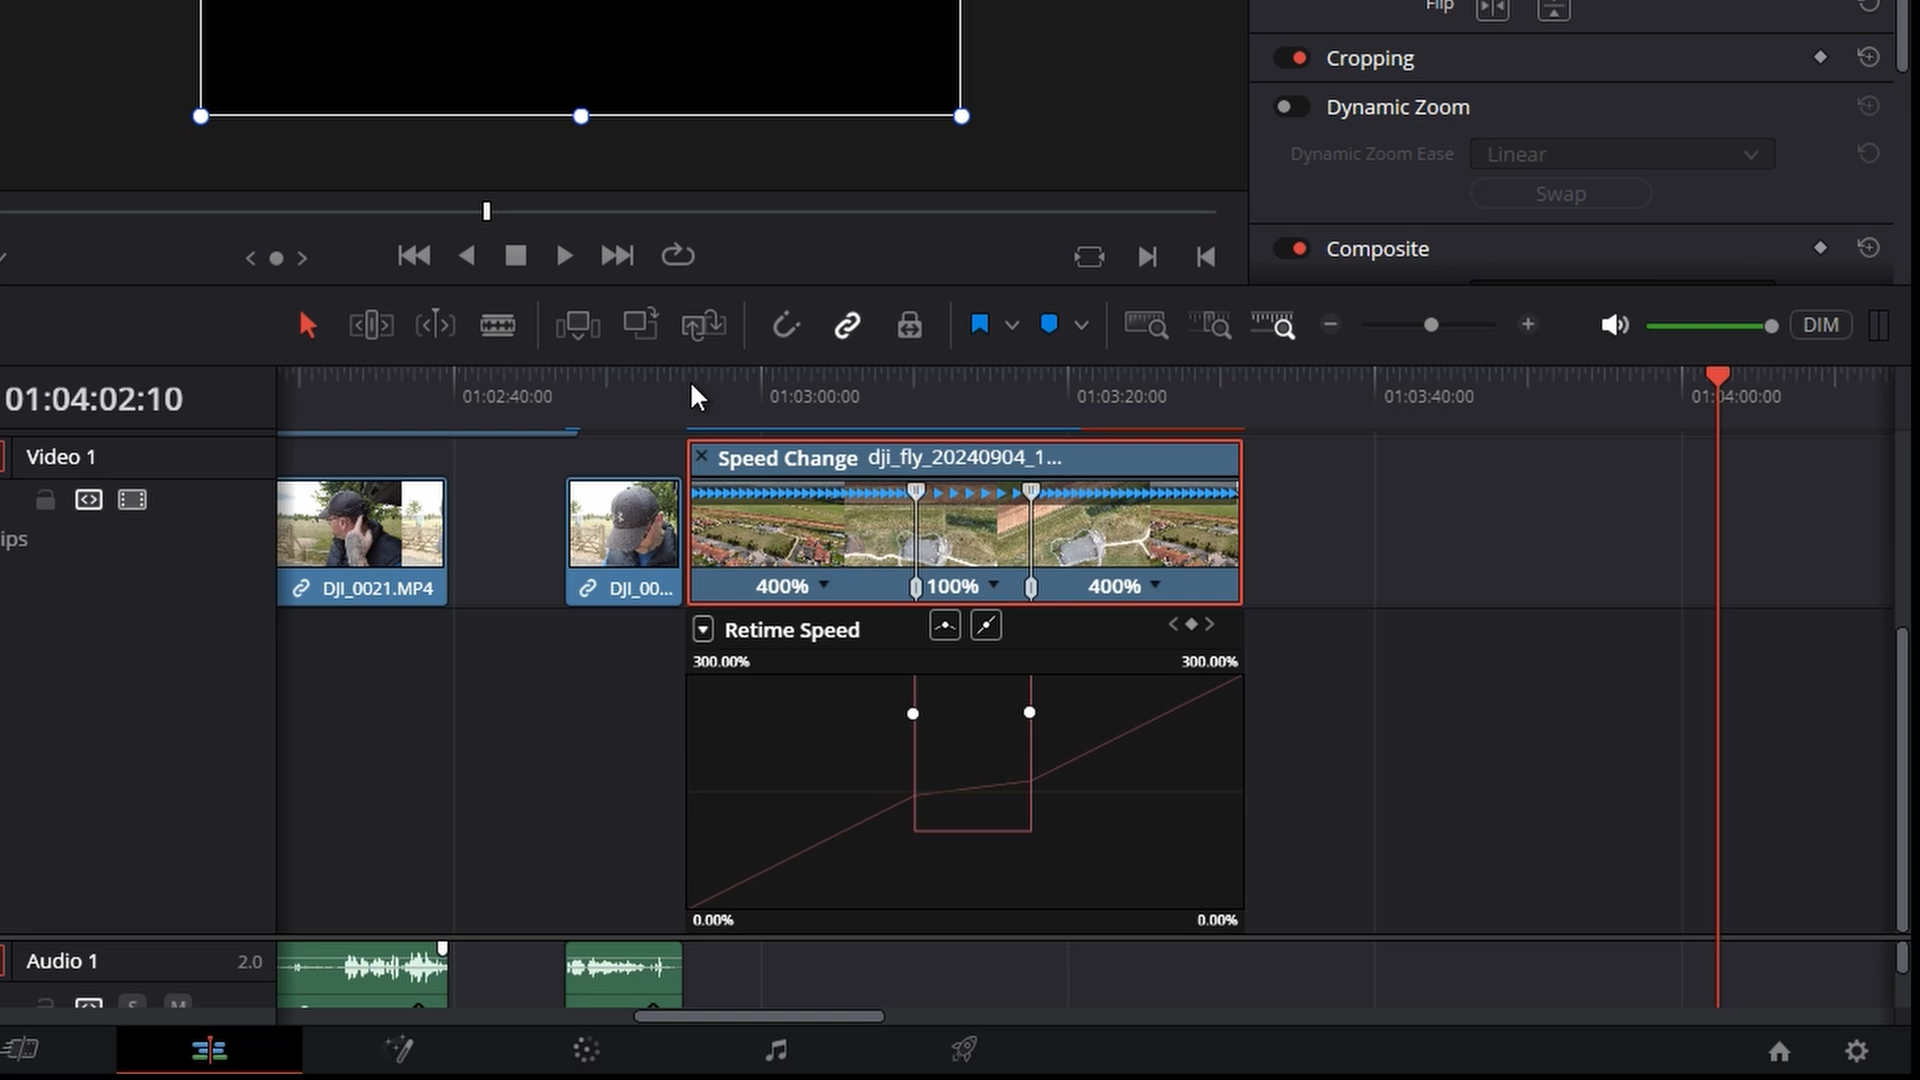 Flip
Cropping
Dynamic Zoom
Dynamic Zoom Ease
Linear
Swap
Composite
DIM
01:04:02:10
01:02:40:00
01:03:00:00
01:03:20:00
01:03:40:00
01:04:00:00
Video 1
Speed Change dji_fly_20240904_1...
ips
DJI_0021.MP4
DJI_00...
400%
100%
400%
Retime Speed
300.00%
300.00%
0.00%
0.00%
Audio 1
2.0
S
M